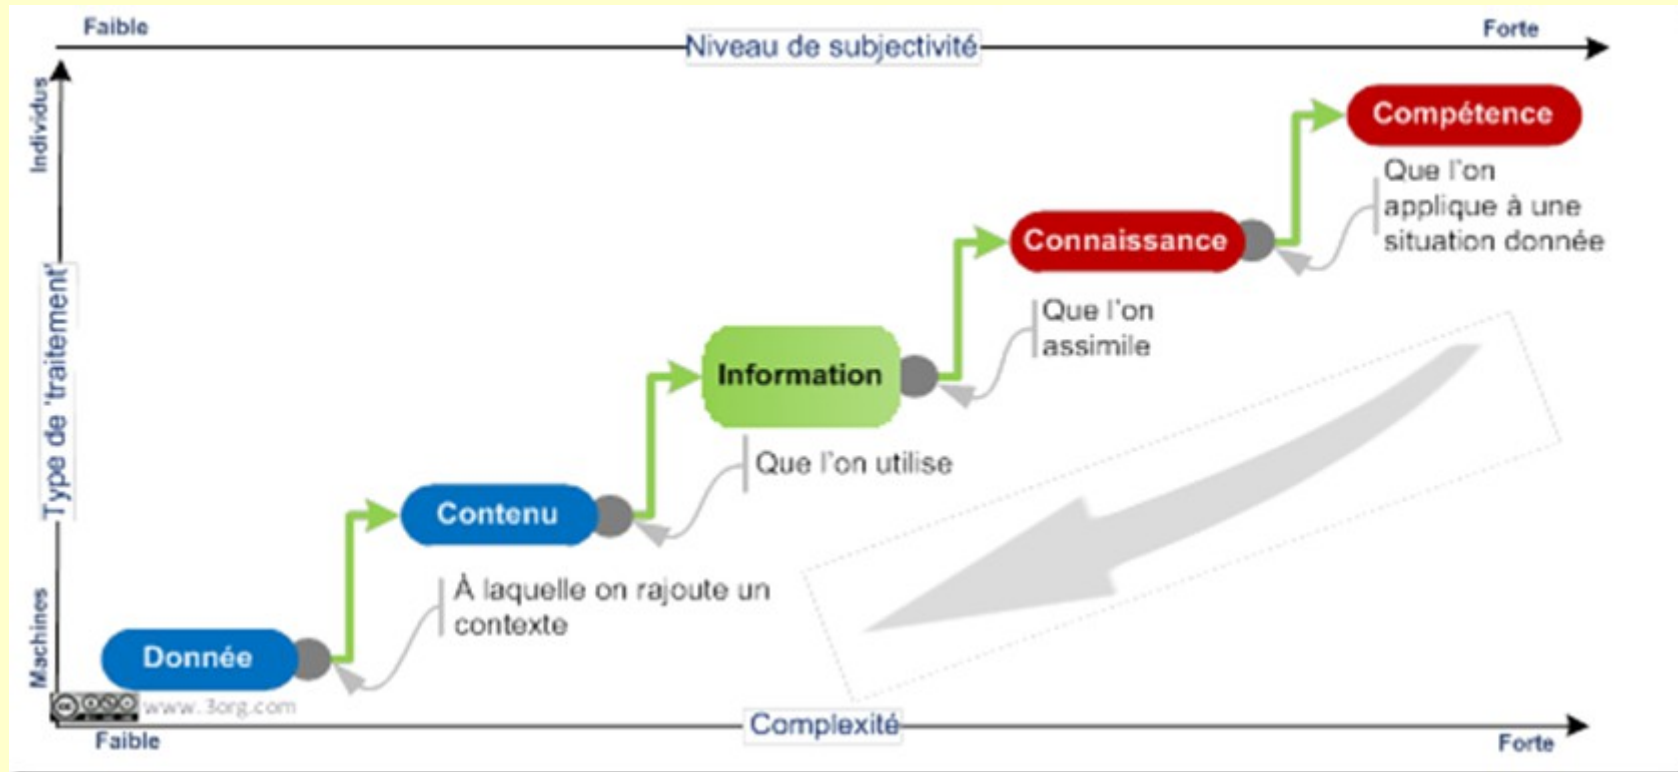 Faible
Forte
Niveau de subjectivité
Individus
Compétence
Que l'on
applique à une
situation donnée
Connaissance
Que l'on
assimile
Type de 'traitement'
Information
Que l'on utilise
Contenu
À laquelle on rajoute un
contexte
Machines
Donnée
www.3org.com
Complexité
Faible
Forte